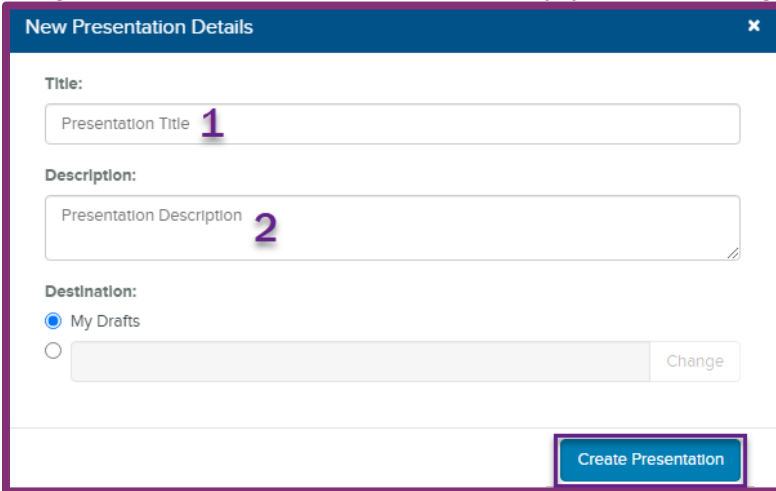 New Presentation Details ×
Title:
Presentation Title 1
Description:
Presentation Description 2
Destination:
My Drafts
Change
Create Presentation